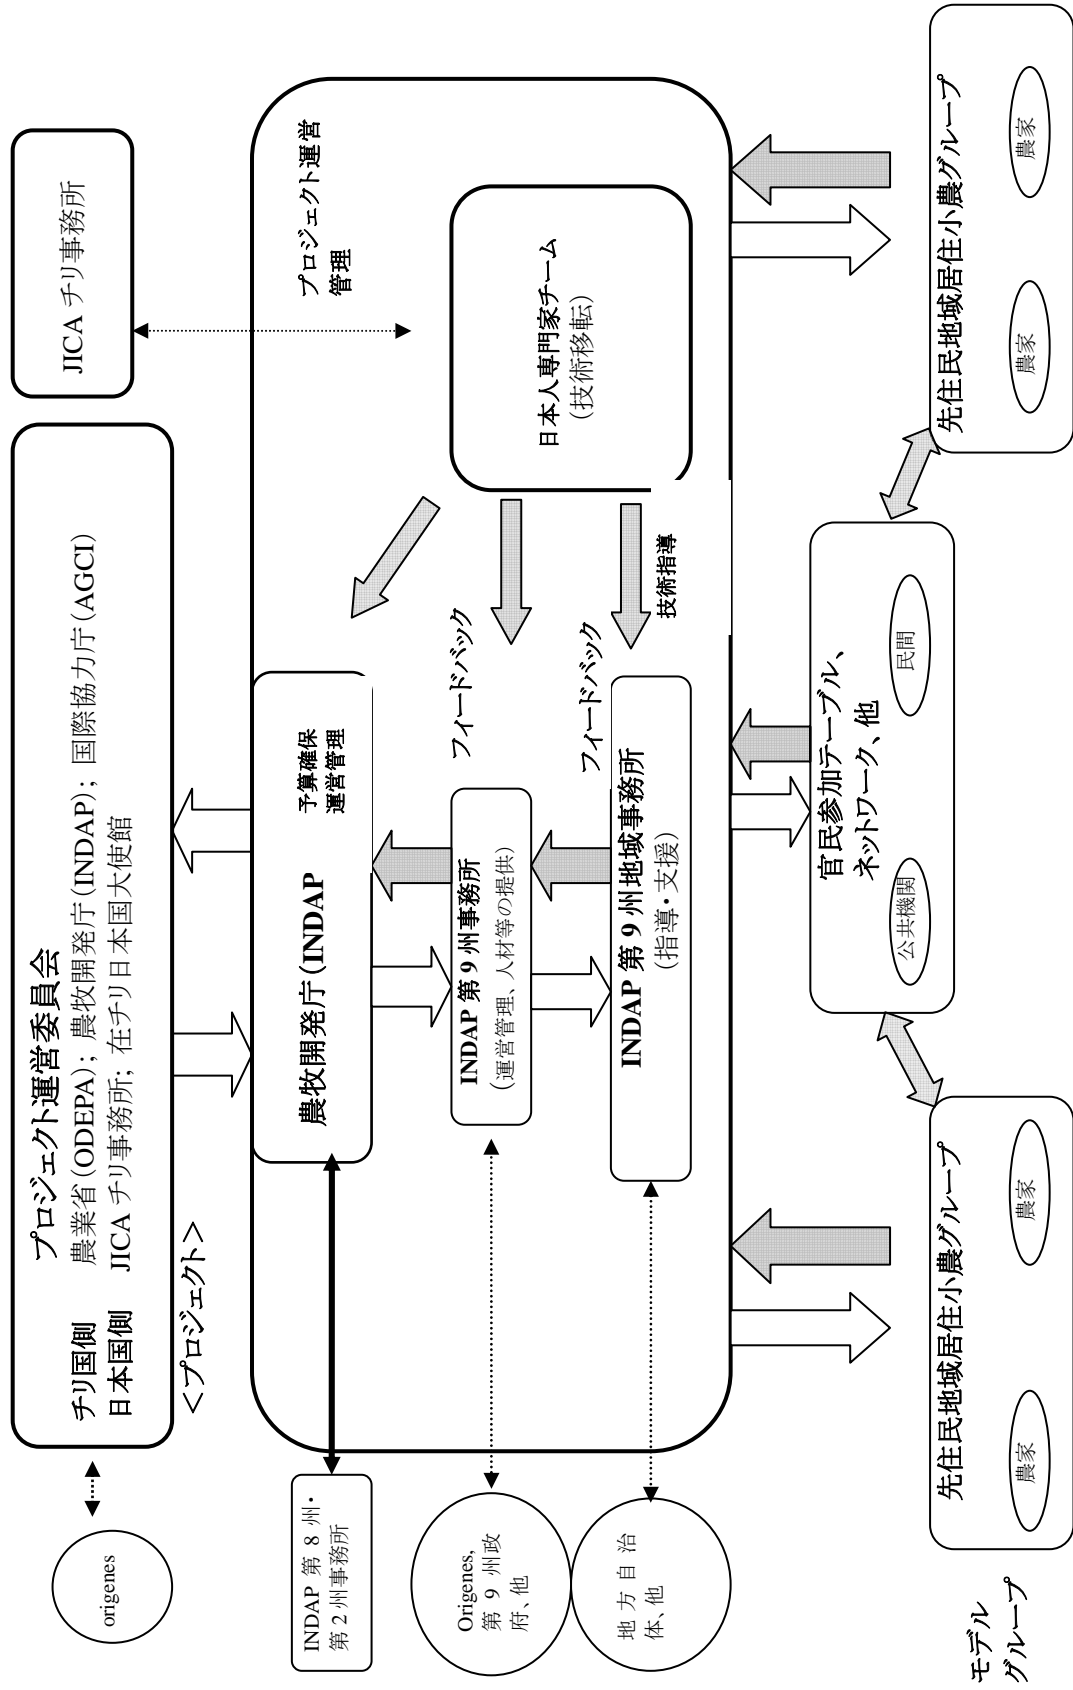 プロジェクト運営委員会
チリ国側 農業省(ODEPA); 農牧開発庁(INDAP); 国際協力庁(AGCI)
日本国側 JICA チリ事務所; 在チリ日本国大使館
JICA チリ事務所
origenes
<プロジェクト>
プロジェクト運営
管理
農牧開発庁(INDAP
予算確保
運営管理
INDAP 第 8 州・
第 2 州事務所
フィードバック
INDAP 第 9 州事務所
(運営管理、人材等の提供)
日本人専門家チーム
(技術移転)
Origenes,
第 9 州政
府、他
フィードバック
技術指導
INDAP 第 9 州地域事務所
(指導・支援)
地方自治
体、他
官民参加テーブル、
ネットワーク、他
公共機関
民間
モデル
グループ
先住民地域居住小農グループ
農家
農家
先住民地域居住小農グループ
農家
農家